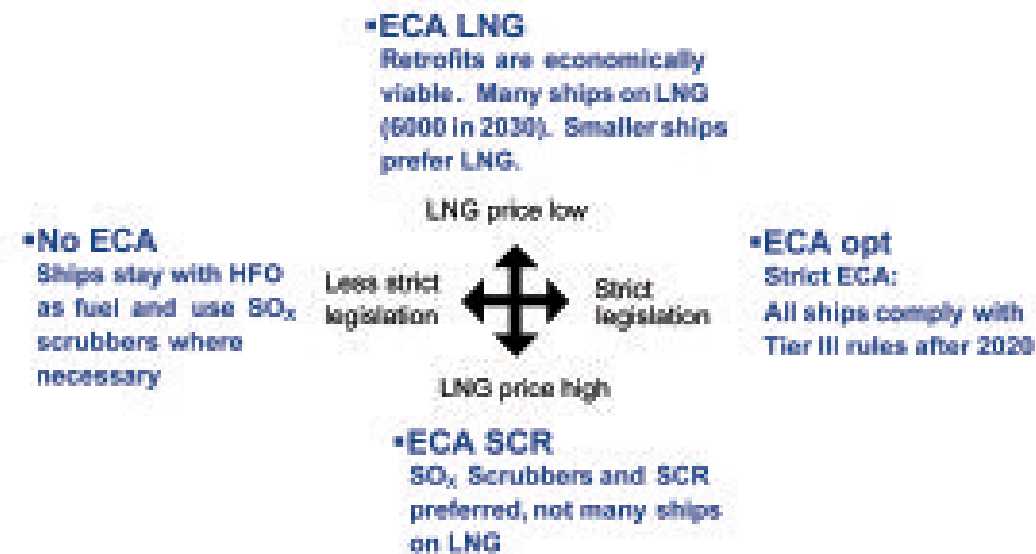 ▪ECA LNG
Retrofits are economically
viable. Many ships on LNG
(6000 in 2030). Smaller ships
prefer LNG.
LNG price low
▪No ECA
Ships stay with HFO
as fuel and use SOₓ
scrubbers where
necessary
Less strict
legislation
Strict
legislation
▪ECA opt
Strict ECA:
All ships comply with
Tier III rules after 2020
LNG price high
▪ECA SCR
SOₓ Scrubbers and SCR
preferred, not many ships
on LNG